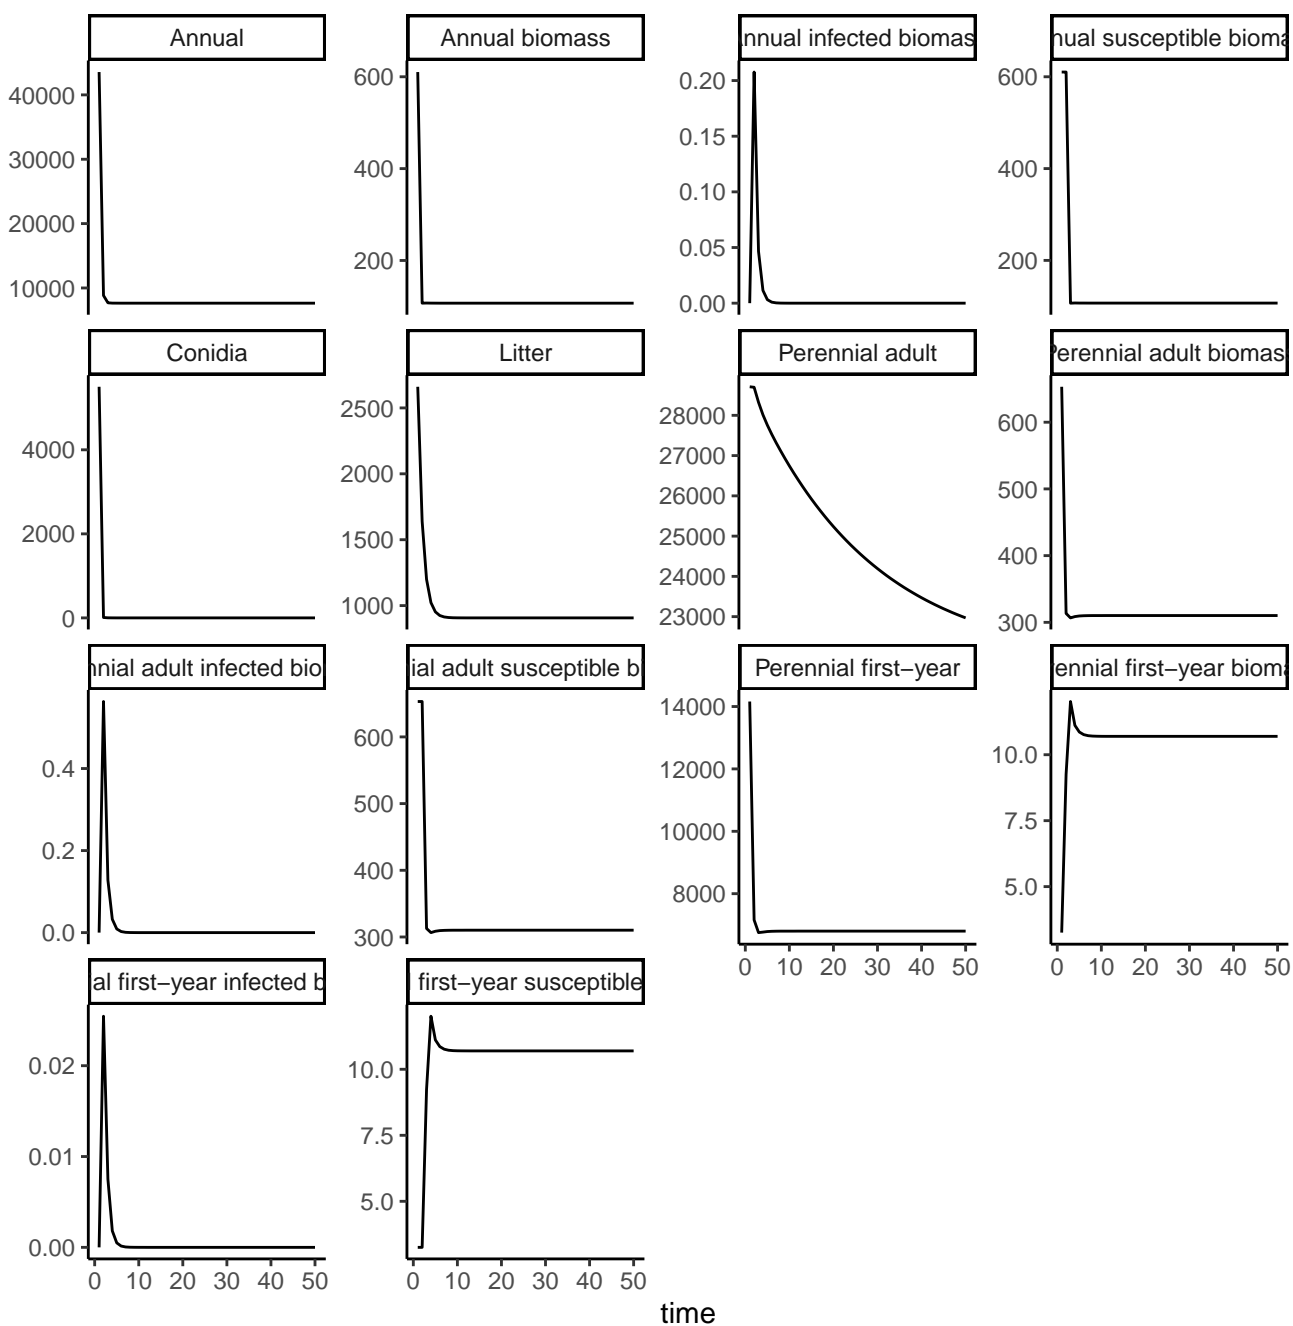 Annual
Annual biomass
nnual infected biomas
nual susceptible bioma
40000
30000
20000
10000
600
400
200
0.20
0.15
0.10
0.05
0.00
600
400
200
Conidia
Litter
Perennial adult
Perennial adult biomas
4000
2000
0
2500
2000
1500
1000
28000
27000
26000
25000
24000
23000
600
500
400
300
nnial adult infected bio
ial adult susceptible b
Perennial first−year
ennial first−year bioma
0.4
0.2
0.0
600
500
400
300
14000
12000
10000
8000
10.0
7.5
5.0
0 10 20 30 40 50
0 10 20 30 40 50
al first−year infected b
first−year susceptible
0.02
0.01
0.00
10.0
7.5
5.0
0 10 20 30 40 50
0 10 20 30 40 50
time